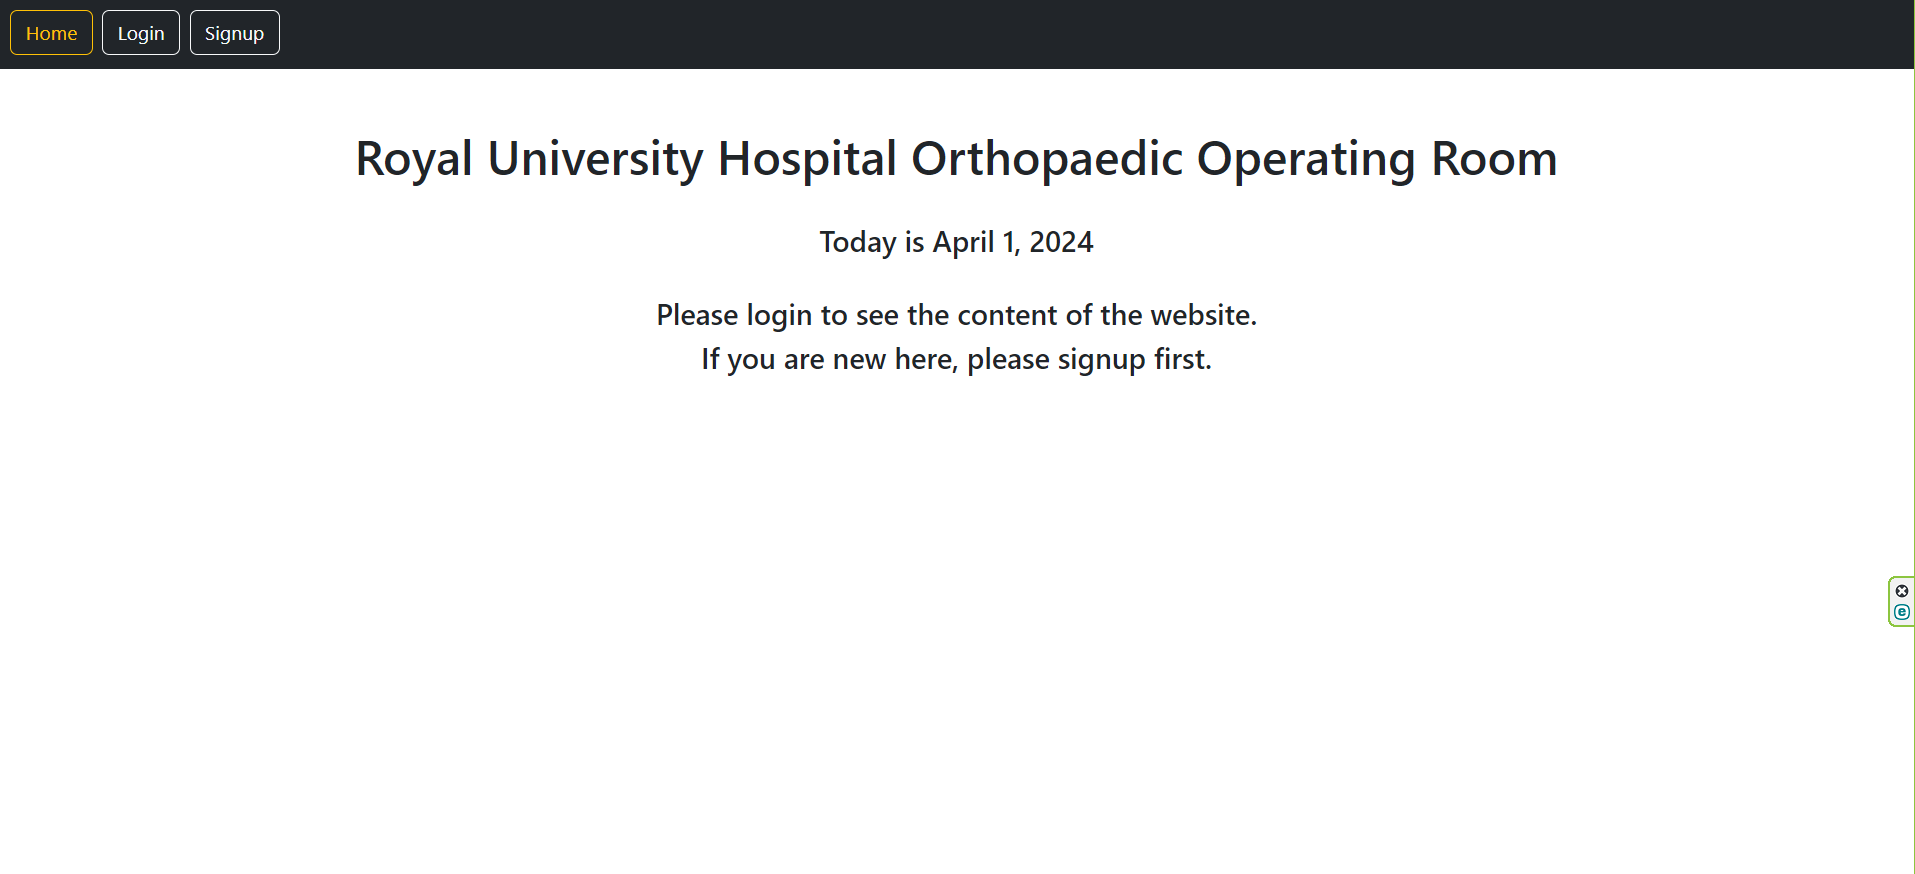 Home Login Signup
Royal University Hospital Orthopaedic Operating Room
Today is April 1, 2024
Please login to see the content of the website.
If you are new here, please signup first.
e